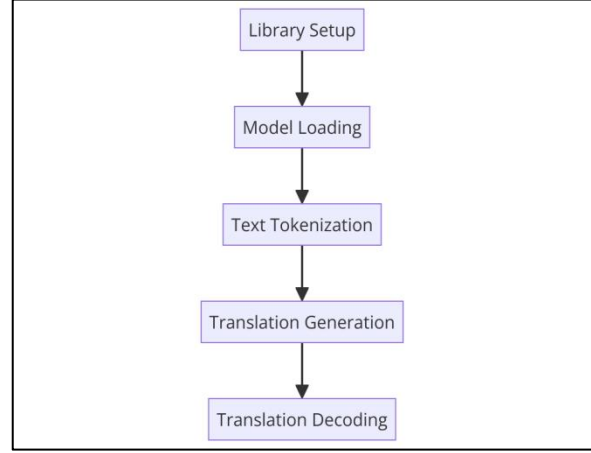 Library Setup
Model Loading
Text Tokenization
Translation Generation
Translation Decoding